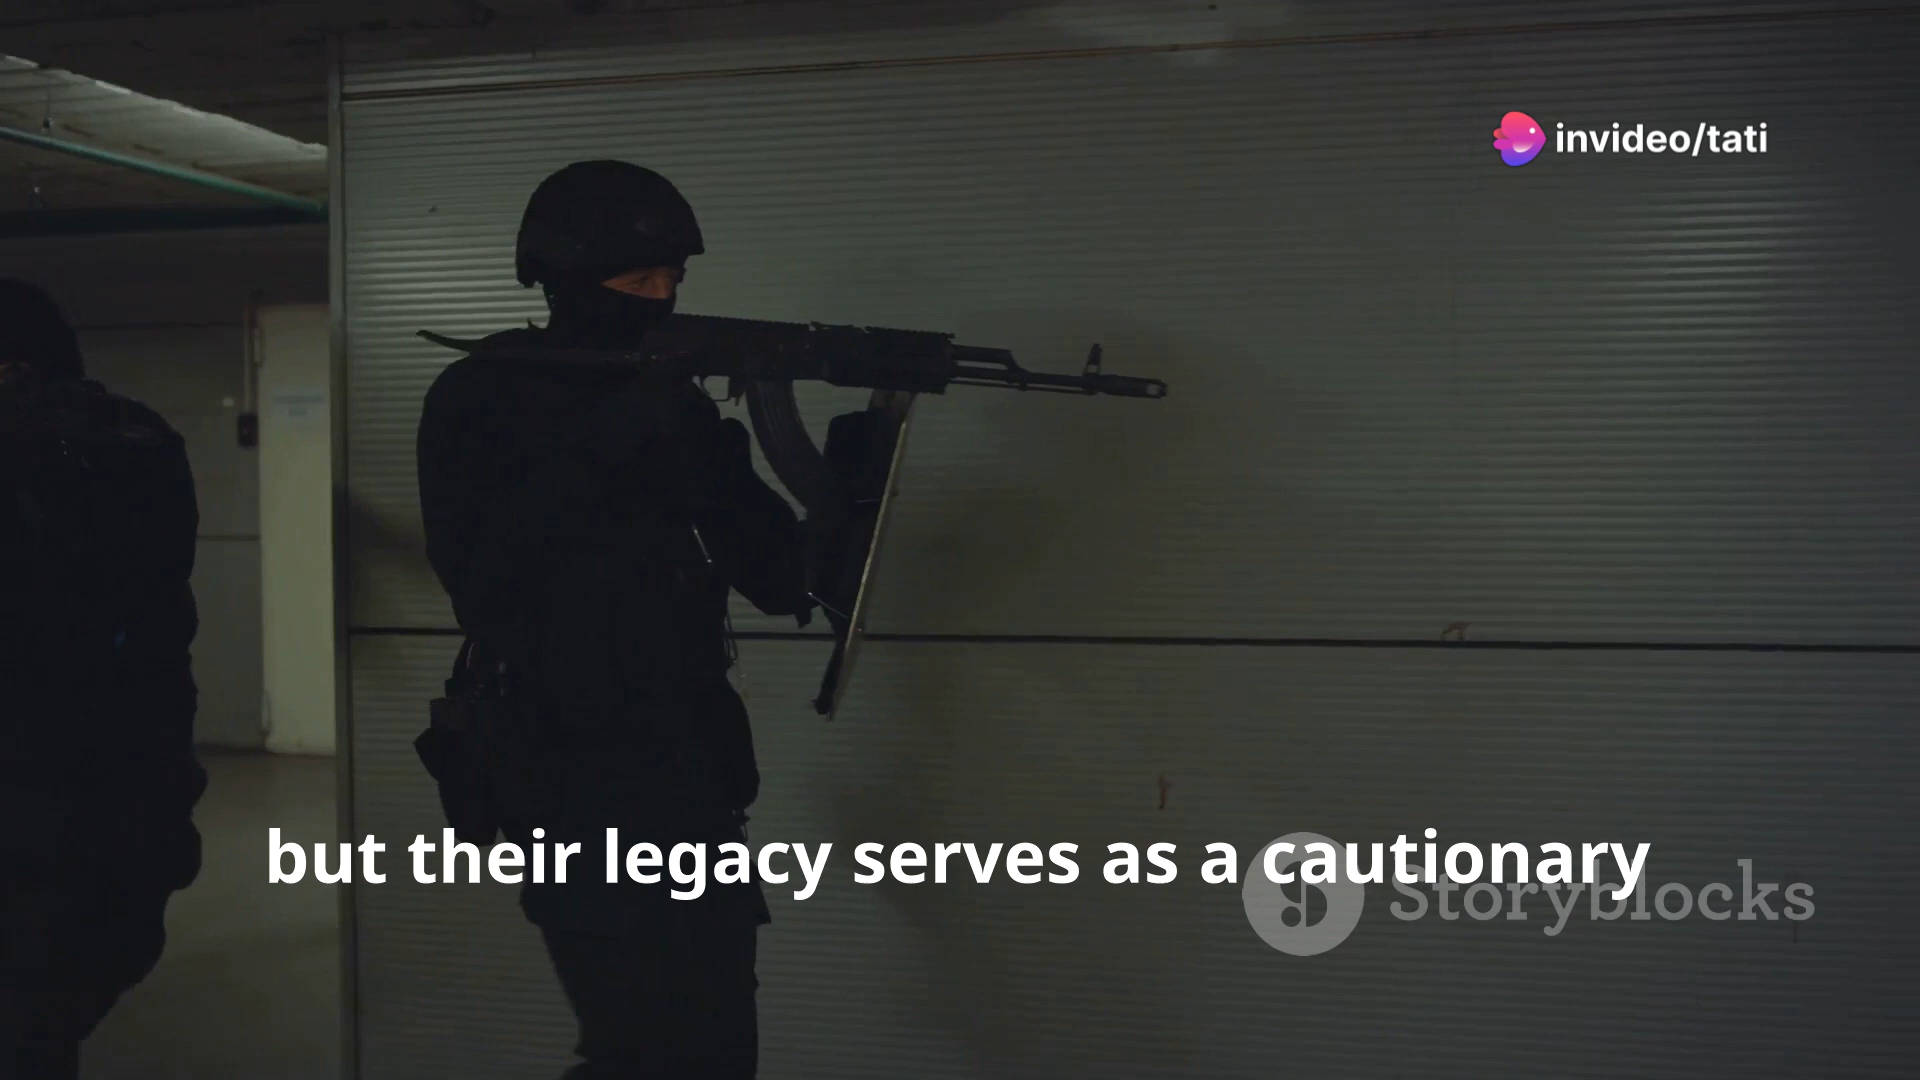 invideo/tati
but their legacy serves as a cautionary
Storyblocks